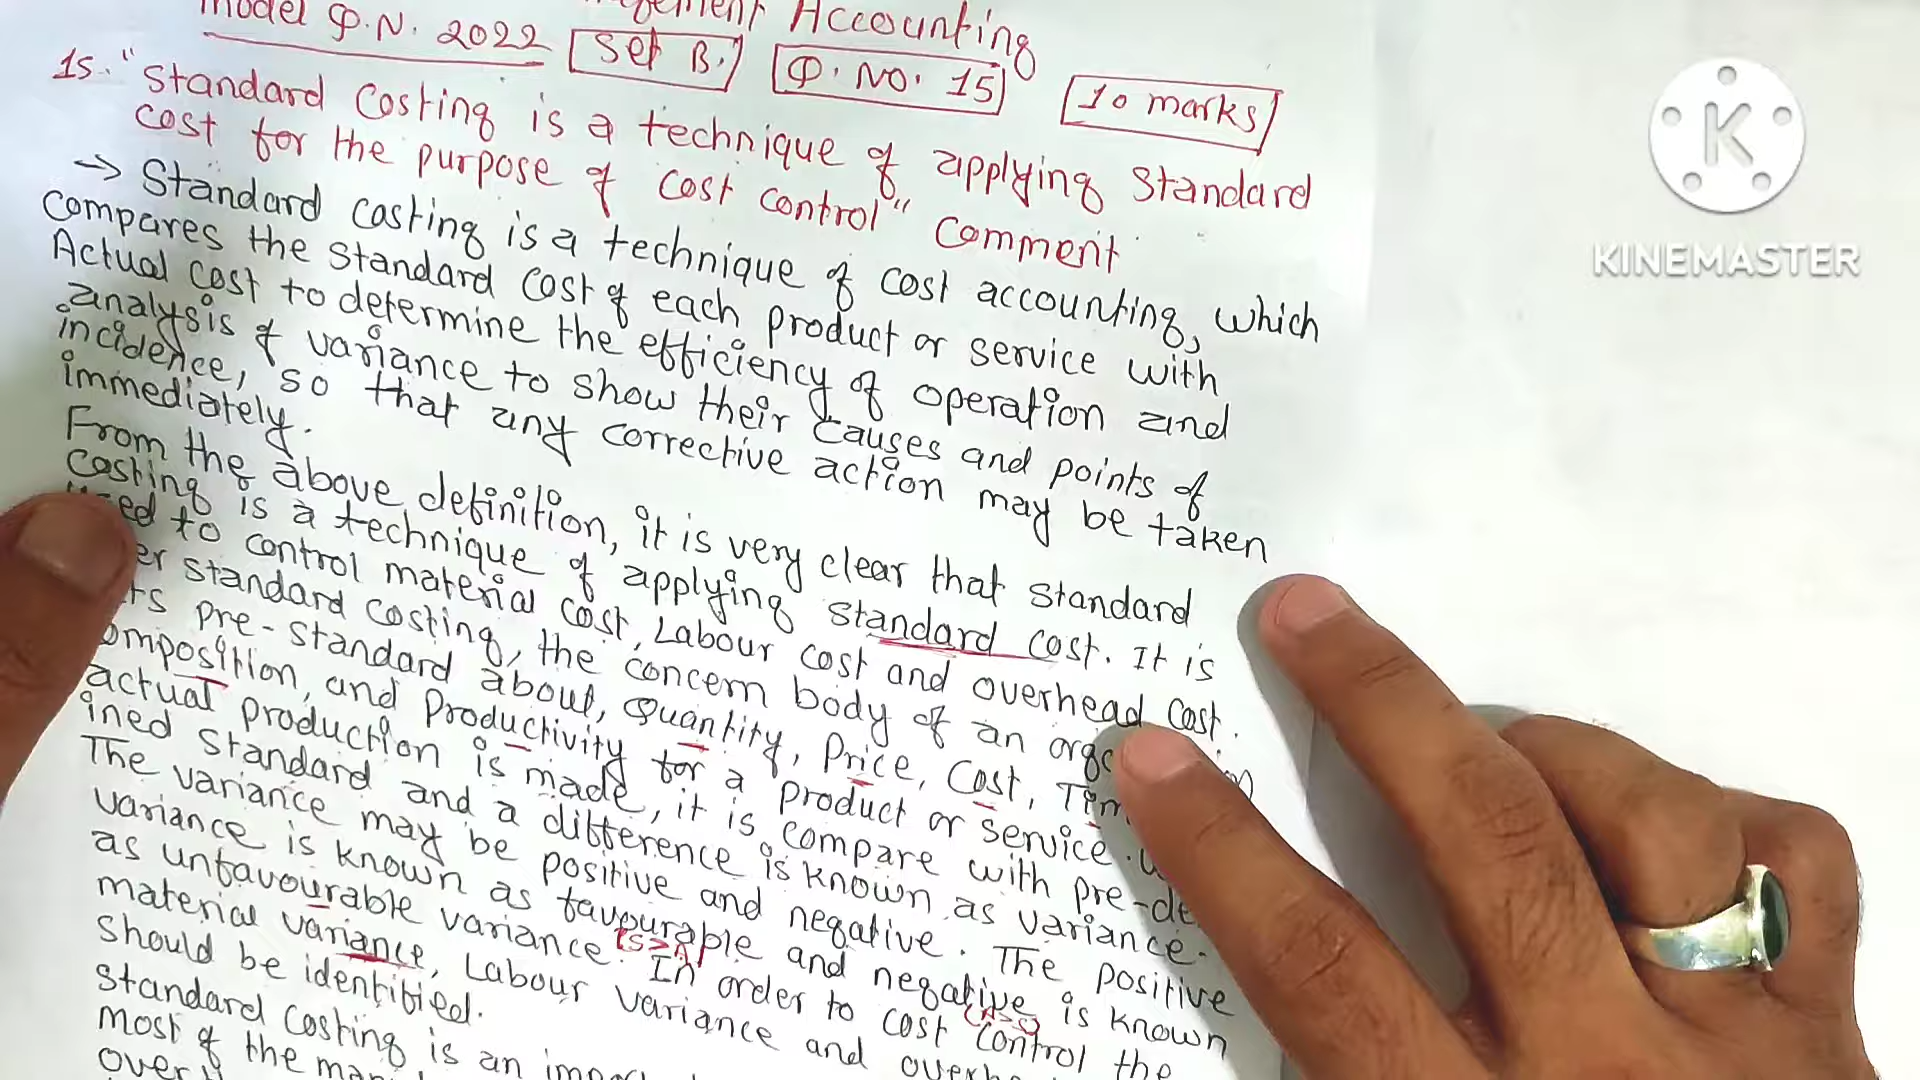 Model Q.N. 2022 Accounting
Set B. Q. NO. 15 10 marks
15. "Standard Costing is a technique of applying Standard
cost for the purpose of cost control" Comment
→ Standard costing is a technique of cost accounting, which
compares the standard cost of each product or service with
Actual cost to determine the efficiency of operation and
analysis of variance to show their causes and points of
incidence, so that any corrective action may be taken
immediately.
From the above definition, it is very clear that standard
costing is a technique of applying standard cost. It is
to control material cost, Labour cost and overhead cost.
standard costing, the concern body of an
pre-standard about, Quantity, Price, Cost,
and Productivity for a product or service.
actual production is made, it is compare with pre-de
ined standard and a difference is known as variance.
The variance may be positive and negative. The positive
variance is known as favourable and negative is known
(S>A) (A>S)
as unfavourable variance. In order to cost control the
material variance, Labour variance and
should be identified.
Standard costing is an
most of the